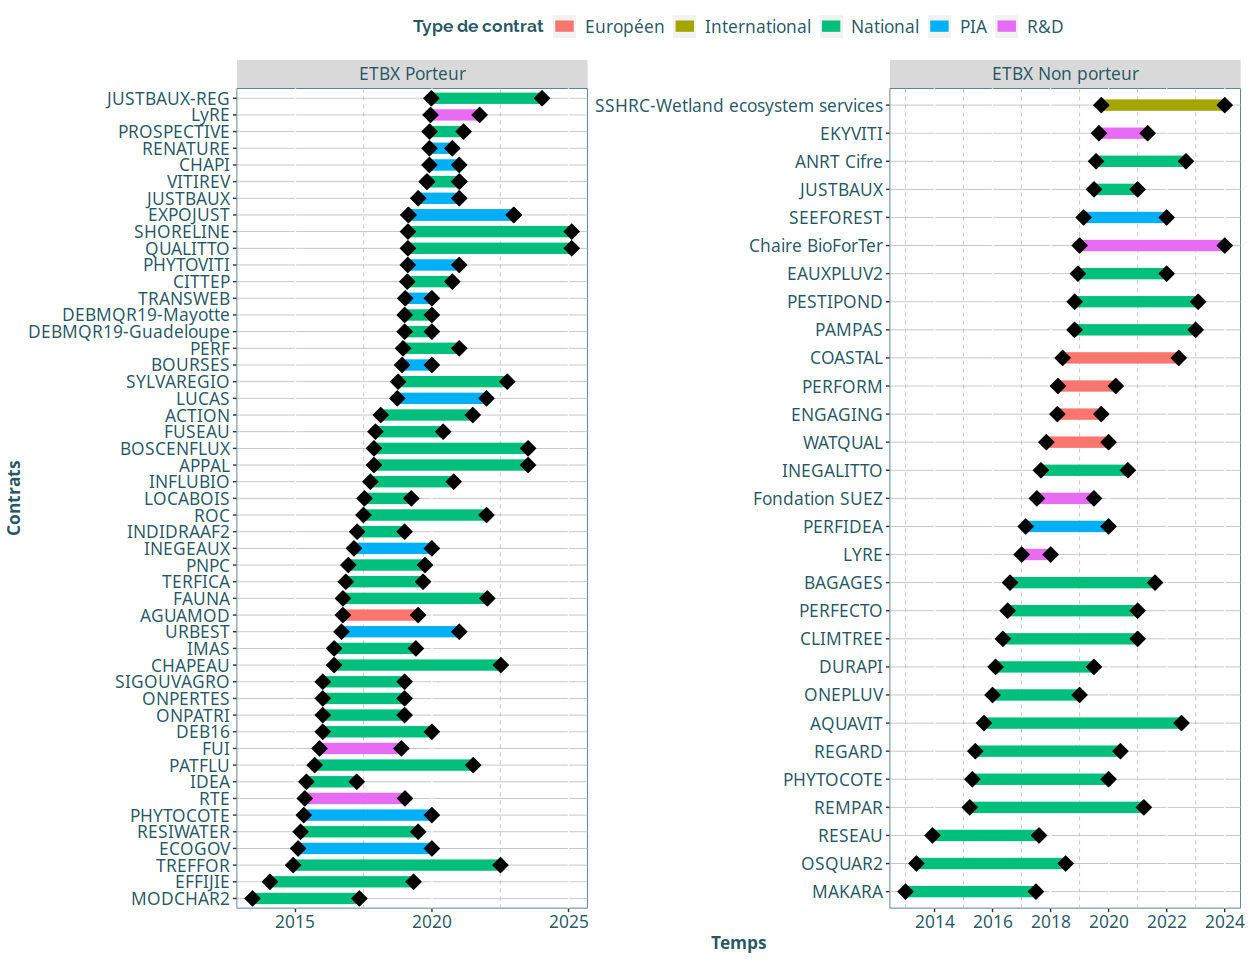 Type de contrat Européen International National PIA R&D
ETBX Porteur
JUSTBAUX-REG
LyRE
PROSPECTIVE
RENATURE
CHAPI
VITIREV
JUSTBAUX
EXPOJUST
SHORELINE
QUALITTO
PHYTOVITI
CITTEP
TRANSWEB
DEBMQR19-Mayotte
DEBMQR19-Guadeloupe
PERF
BOURSES
SYLVAREGIO
LUCAS
ACTION
FUSEAU
BOSCENFLUX
APPAL
INFLUBIO
LOCABOIS
ROC
INDIDRAAF2
INEGEAUX
PNPC
TERFICA
FAUNA
AGUAMOD
URBEST
IMAS
CHAPEAU
SIGOUVAGRO
ONPERTES
ONPATRI
DEB16
FUI
PATFLU
IDEA
RTE
PHYTOCOTE
RESIWATER
ECOGOV
TREFFOR
EFFIJIE
MODCHAR2
2015 2020 2025
ETBX Non porteur
SSHRC-Wetland ecosystem services
EKYVITI
ANRT Cifre
JUSTBAUX
SEEFOREST
Chaire BioForTer
EAUXPLUV2
PESTIPOND
PAMPAS
COASTAL
PERFORM
ENGAGING
WATQUAL
INEGALITTO
Fondation SUEZ
PERFIDEA
LYRE
BAGAGES
PERFECTO
CLIMTREE
DURAPI
ONEPLUV
AQUAVIT
REGARD
PHYTOCOTE
REMPAR
RESEAU
OSQUAR2
MAKARA
2014 2016 2018 2020 2022 2024
Contrats
Temps